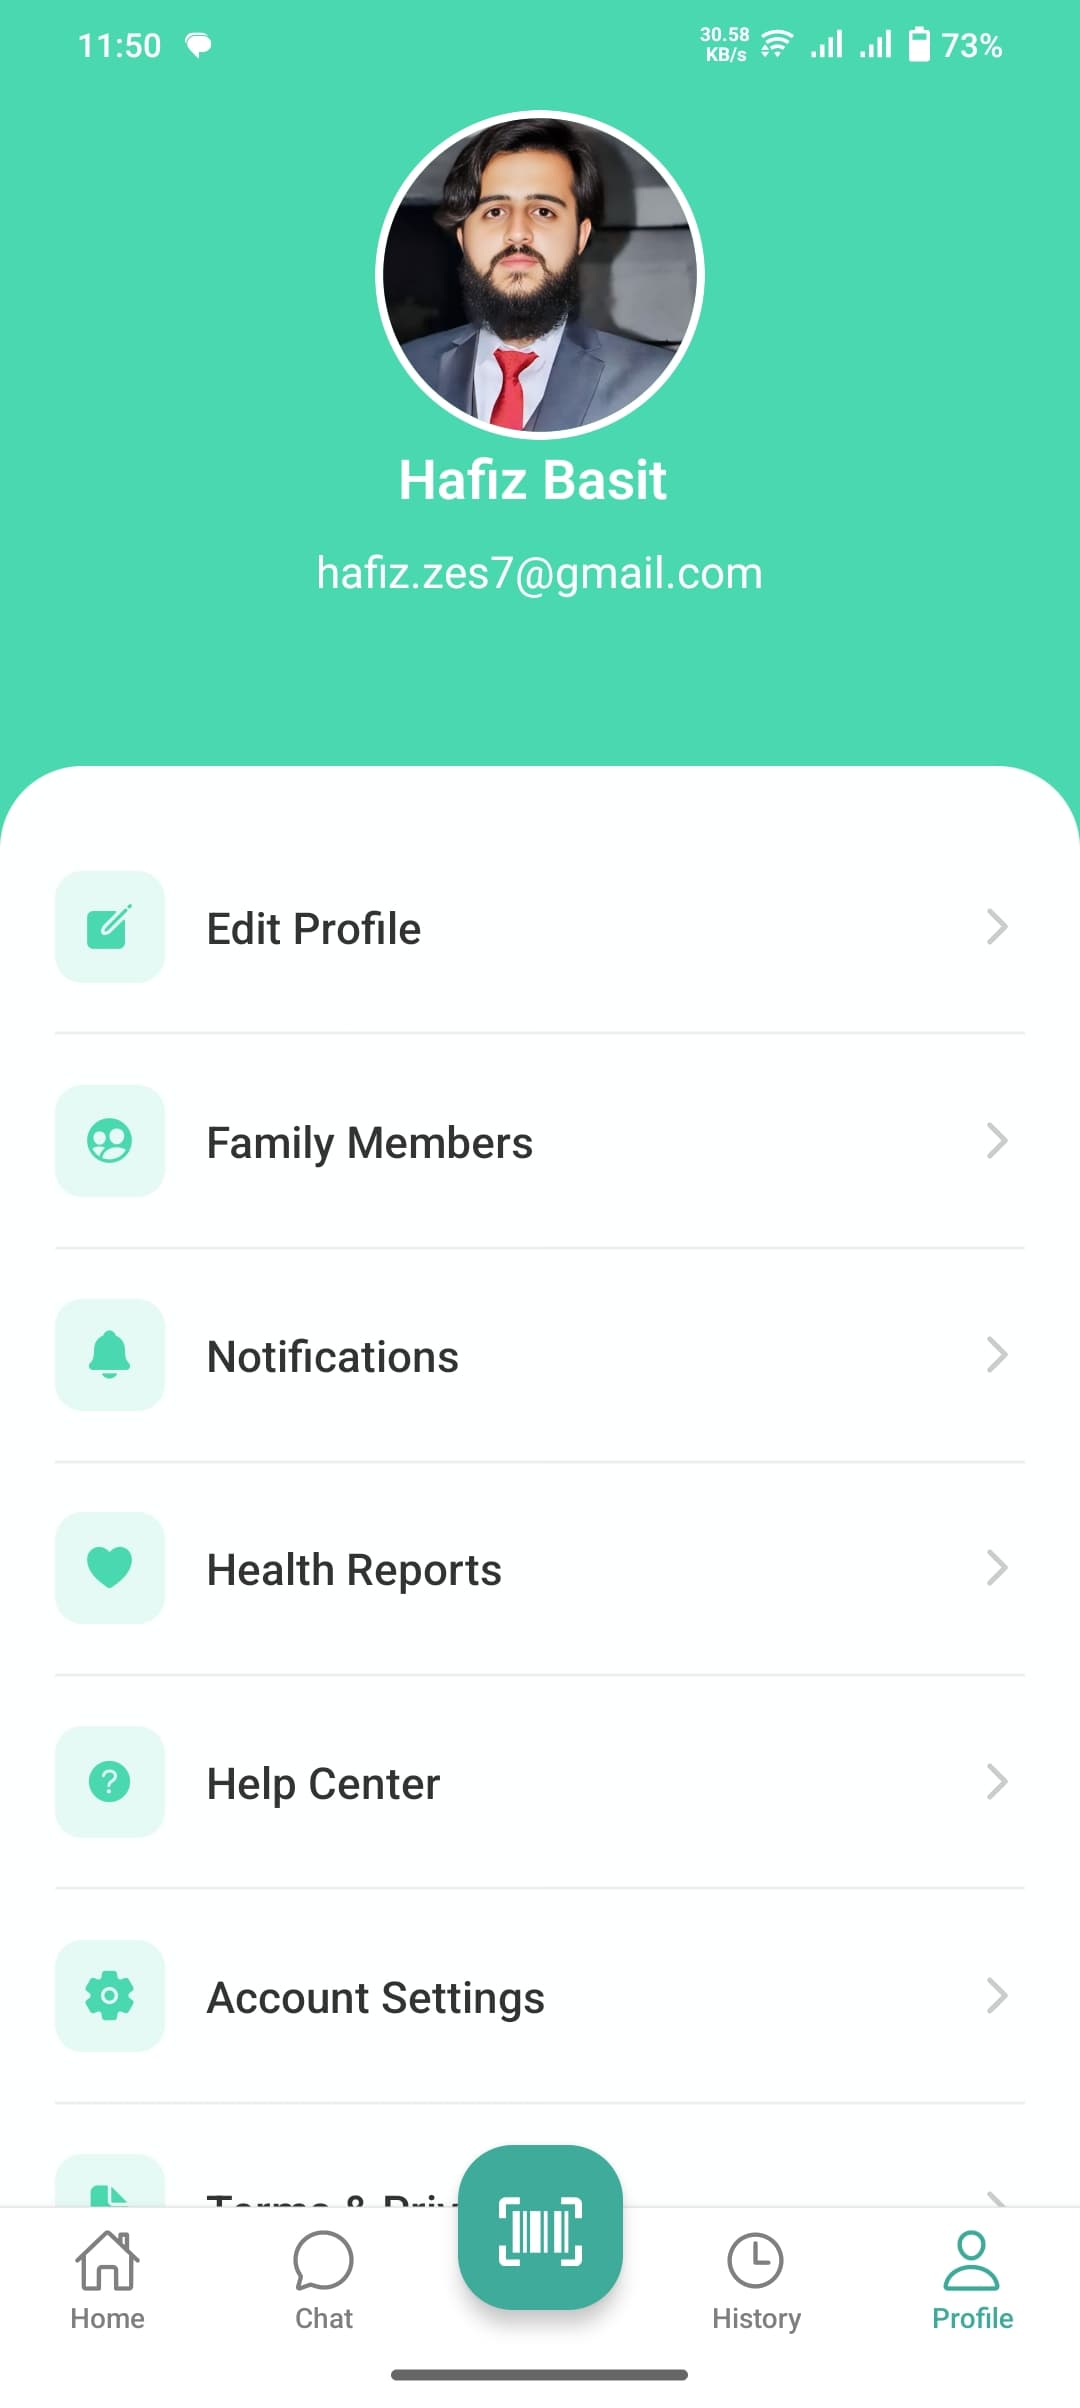 11:50
30.58
KB/s
73%
Hafiz Basit
hafiz.zes7@gmail.com
Edit Profile
Family Members
Notifications
Health Reports
Help Center
?
Account Settings
Terms &
Home
Chat
History
Profile